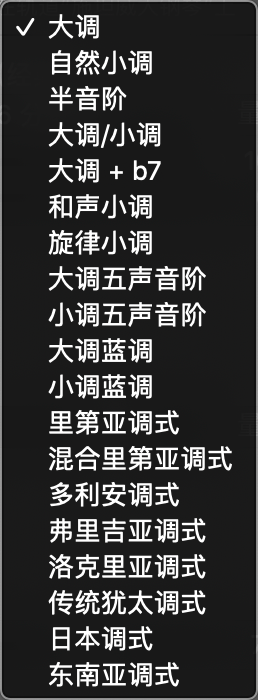 ✓ 大调
自然小调
半音阶
大调/小调
大调 + b7
和声小调
旋律小调
大调五声音阶
小调五声音阶
大调蓝调
小调蓝调
里第亚调式
混合里第亚调式
多利安调式
弗里吉亚调式
洛克里亚调式
传统犹太调式
日本调式
东南亚调式